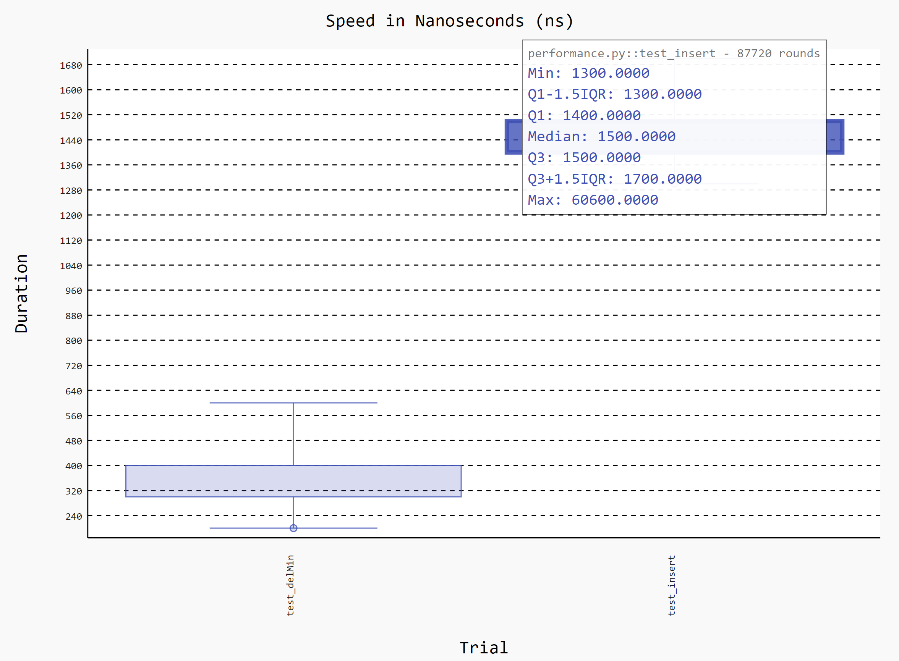 Speed in Nanoseconds (ns)
performance.py::test_insert - 87720 rounds
Min: 1300.0000
Q1-1.5IQR: 1300.0000
Q1: 1400.0000
Median: 1500.0000
Q3: 1500.0000
Q3+1.5IQR: 1700.0000
Max: 60600.0000
1680
1600
1520
1440
1360
1280
1200
1120
1040
960
880
800
720
640
560
480
400
320
240
Duration
test_delMin
test_insert
Trial